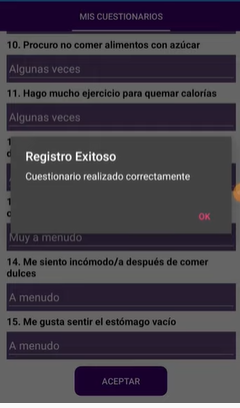 MIS CUESTIONARIOS
10. Procuro no comer alimentos con azúcar
Algunas veces
11. Hago mucho ejercicio para quemar calorías
Algunas veces
Registro Exitoso
Cuestionario realizado correctamente
OK
Muy a menudo
14. Me siento incómodo/a después de comer
dulces
A menudo
15. Me gusta sentir el estómago vacío
A menudo
ACEPTAR